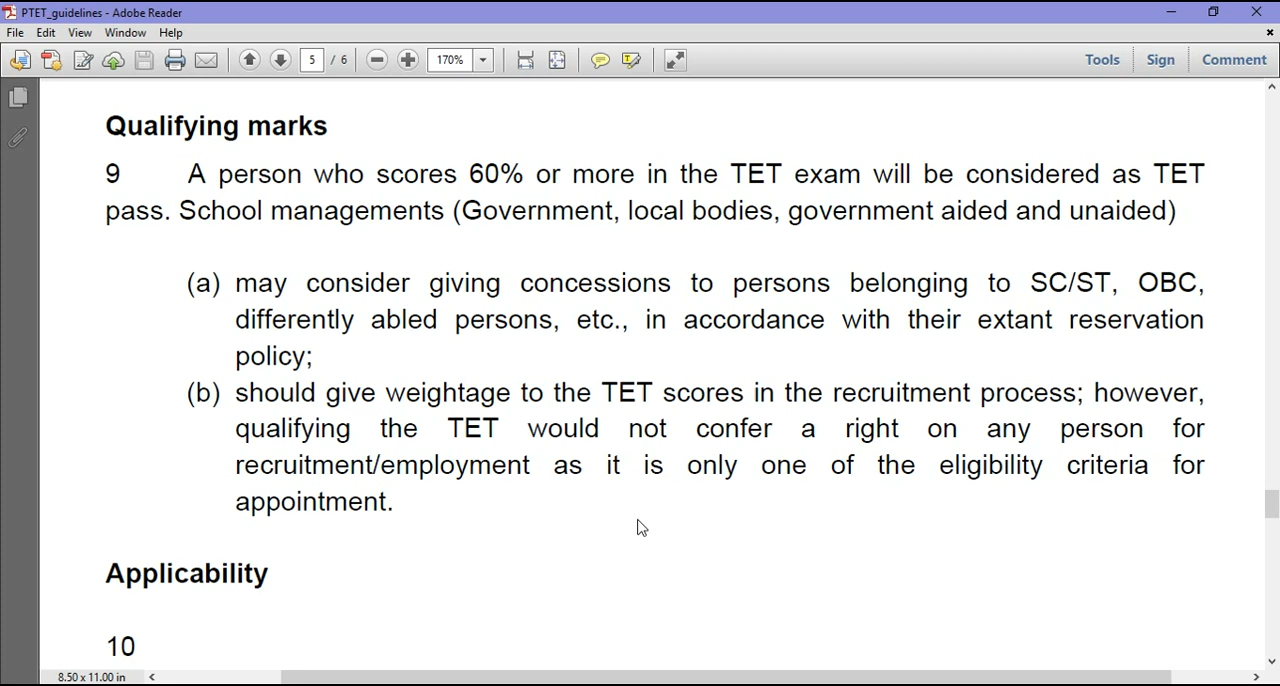 PTET_guidelines - Adobe Reader
File Edit View Window Help
5 / 6 170% Tools Sign Comment
Qualifying marks
9 A person who scores 60% or more in the TET exam will be considered as TET
pass. School managements (Government, local bodies, government aided and unaided)
(a) may consider giving concessions to persons belonging to SC/ST, OBC,
differently abled persons, etc., in accordance with their extant reservation
policy;
(b) should give weightage to the TET scores in the recruitment process; however,
qualifying the TET would not confer a right on any person for
recruitment/employment as it is only one of the eligibility criteria for
appointment.
Applicability
10
8.50 x 11.00 in